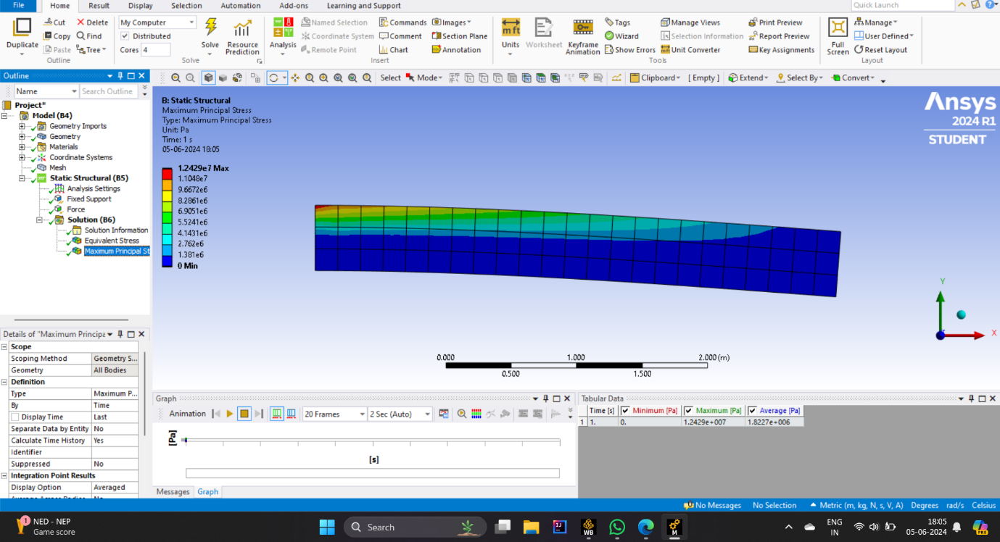 File Home Result Display Selection Automation Add-ons Learning and Support Quick Launch
Duplicate Cut Copy Paste Delete Find Tree Outline
My Computer Distributed Cores 4 Solve Resource Prediction Solve
Analysis Named Selection Coordinate System Remote Point Commands Comment Chart Images Section Plane Annotation Insert
Units Worksheet Keyframe Animation Tags Wizard Show Errors Manage Views Selection Information Unit Converter Print Preview Report Preview Key Assignments Tools
Full Screen Manage User Defined Reset Layout Layout
Outline
Name Search Outline
Select Mode Clipboard [ Empty ] Extend Select By Convert
Project*
Model (B4)
Geometry Imports
Geometry
Materials
Coordinate Systems
Mesh
Static Structural (B5)
Analysis Settings
Fixed Support
Force
Solution (B6)
Solution Information
Equivalent Stress
Maximum Principal St
B: Static Structural
Maximum Principal Stress
Type: Maximum Principal Stress
Unit: Pa
Time: 1 s
05-06-2024 18:05
1.2429e7 Max
1.1048e7
9.6672e6
8.2861e6
6.9051e6
5.5241e6
4.1431e6
2.762e6
1.381e6
0 Min
Ansys
2024 R1
STUDENT
Y
X
0.000 1.000 2.000 (m)
0.500 1.500
Details of "Maximum Principa
Scope
Scoping Method Geometry S...
Geometry All Bodies
Definition
Type Maximum P...
By Time
Display Time Last
Separate Data by Entity No
Calculate Time History Yes
Identifier
Suppressed No
Integration Point Results
Display Option Averaged
Graph
Animation 20 Frames 2 Sec (Auto)
[Pa]
[s]
Messages Graph
Tabular Data
Time [s] Minimum [Pa] Maximum [Pa] Average [Pa]
1 1. 0. 1.2429e+007 1.8227e+006
No Messages No Selection Metric (m, kg, N, s, V, A) Degrees rad/s Celsius
1 NED - NEP
Game score
Search
WB
M
ENG
IN
18:05
05-06-2024
PRE